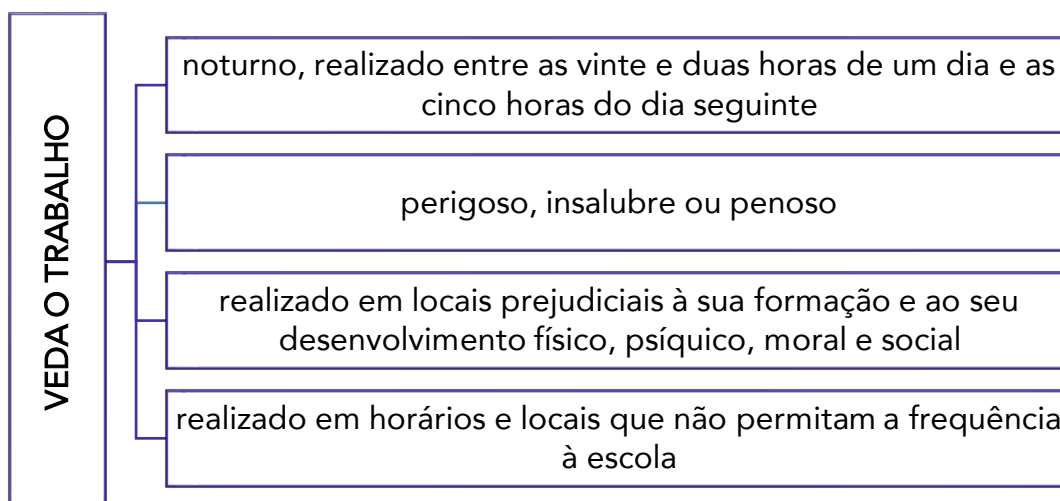 VEDA O TRABALHO
noturno, realizado entre as vinte e duas horas de um dia e as
cinco horas do dia seguinte
perigoso, insalubre ou penoso
realizado em locais prejudiciais à sua formação e ao seu
desenvolvimento físico, psíquico, moral e social
realizado em horários e locais que não permitam a frequência
à escola